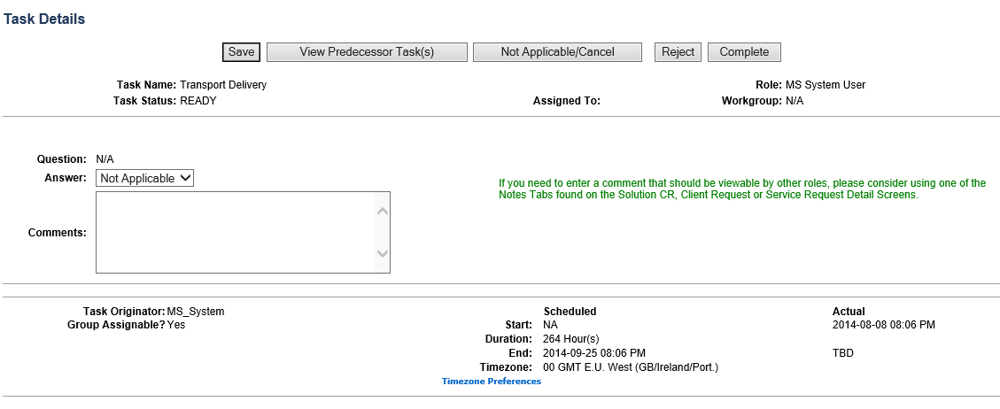 Task Details
Save View Predecessor Task(s) Not Applicable/Cancel Reject Complete
Task Name: Transport Delivery Role: MS System User
Task Status: READY Assigned To: Workgroup: N/A
Question: N/A
Answer: Not Applicable
If you need to enter a comment that should be viewable by other roles, please consider using one of the
Notes Tabs found on the Solution CR, Client Request or Service Request Detail Screens.
Comments:
Task Originator: MS_System Scheduled Actual
Group Assignable? Yes Start: NA 2014-08-08 08:06 PM
Duration: 264 Hour(s)
End: 2014-09-25 08:06 PM TBD
Timezone: 00 GMT E.U. West (GB/Ireland/Port.)
Timezone Preferences